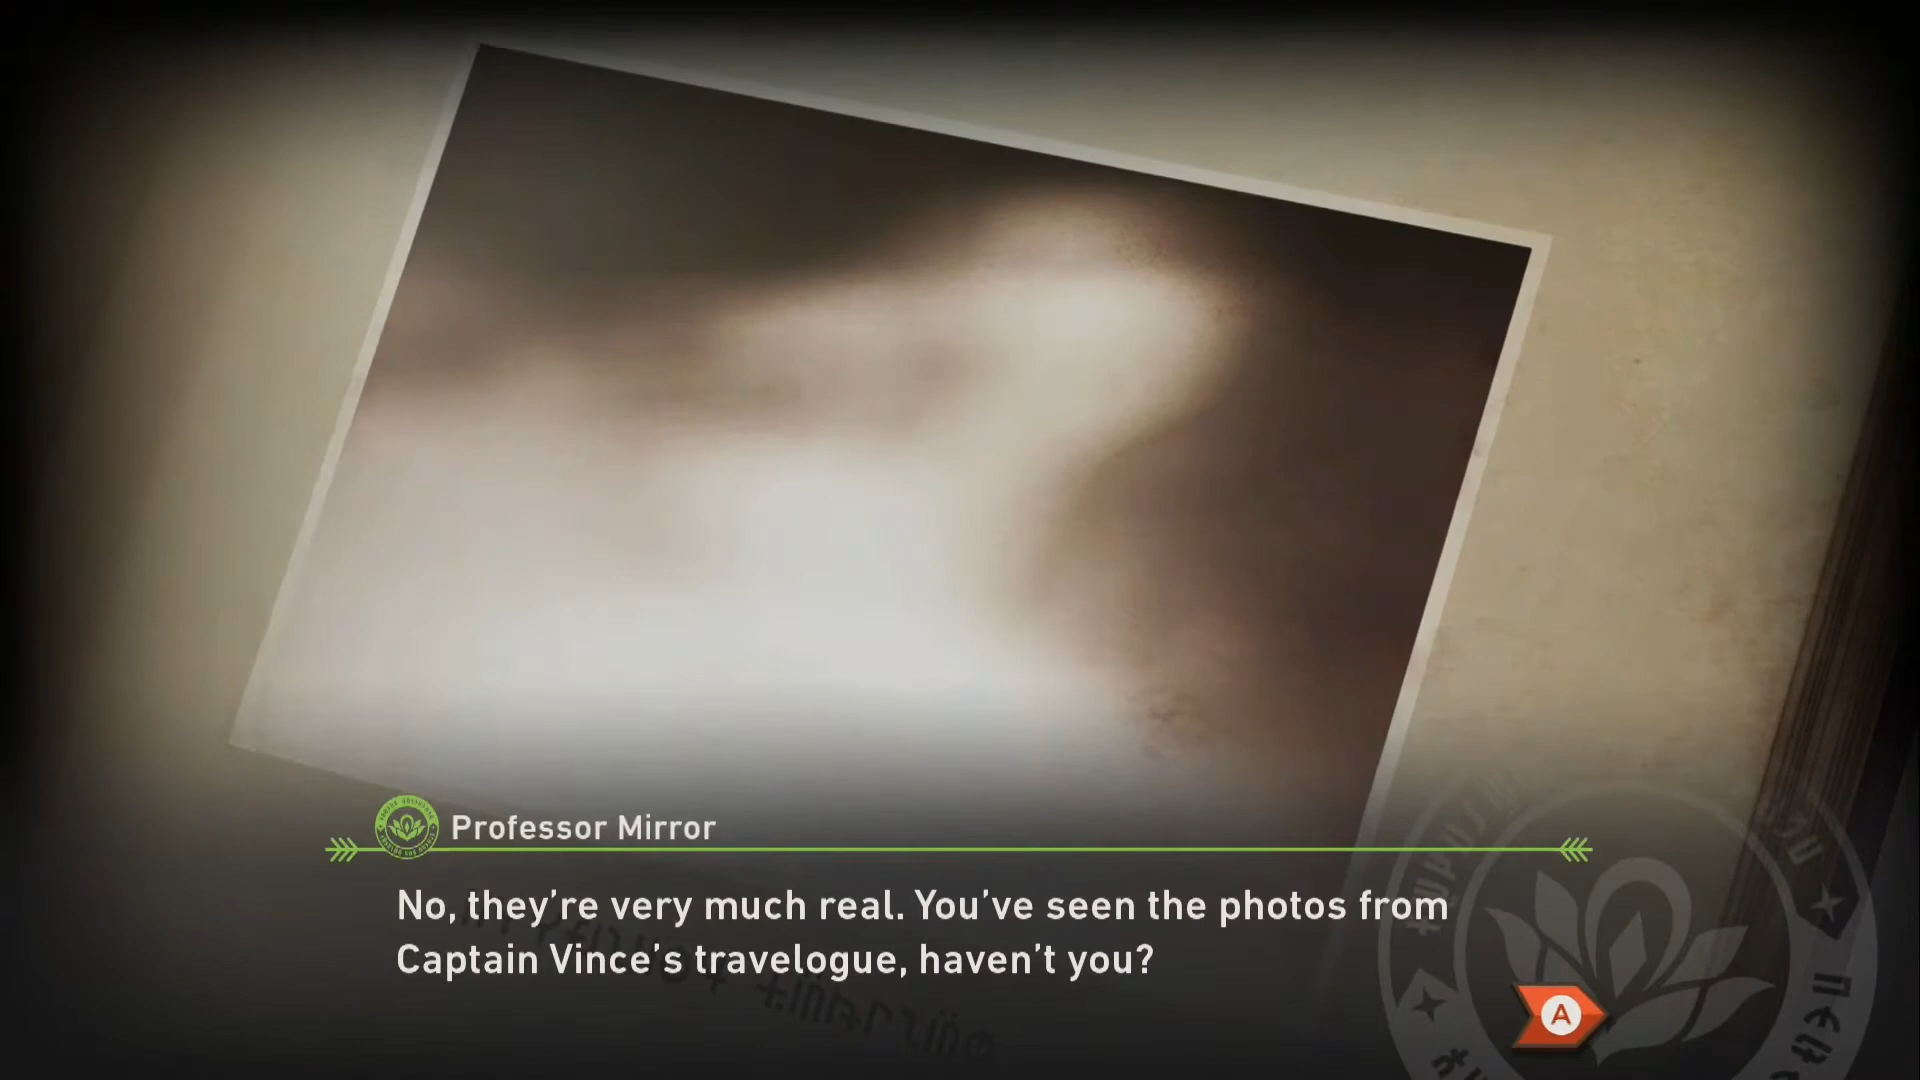 Professor Mirror
No, they're very much real. You've seen the photos from
Captain Vince's travelogue, haven't you?
A